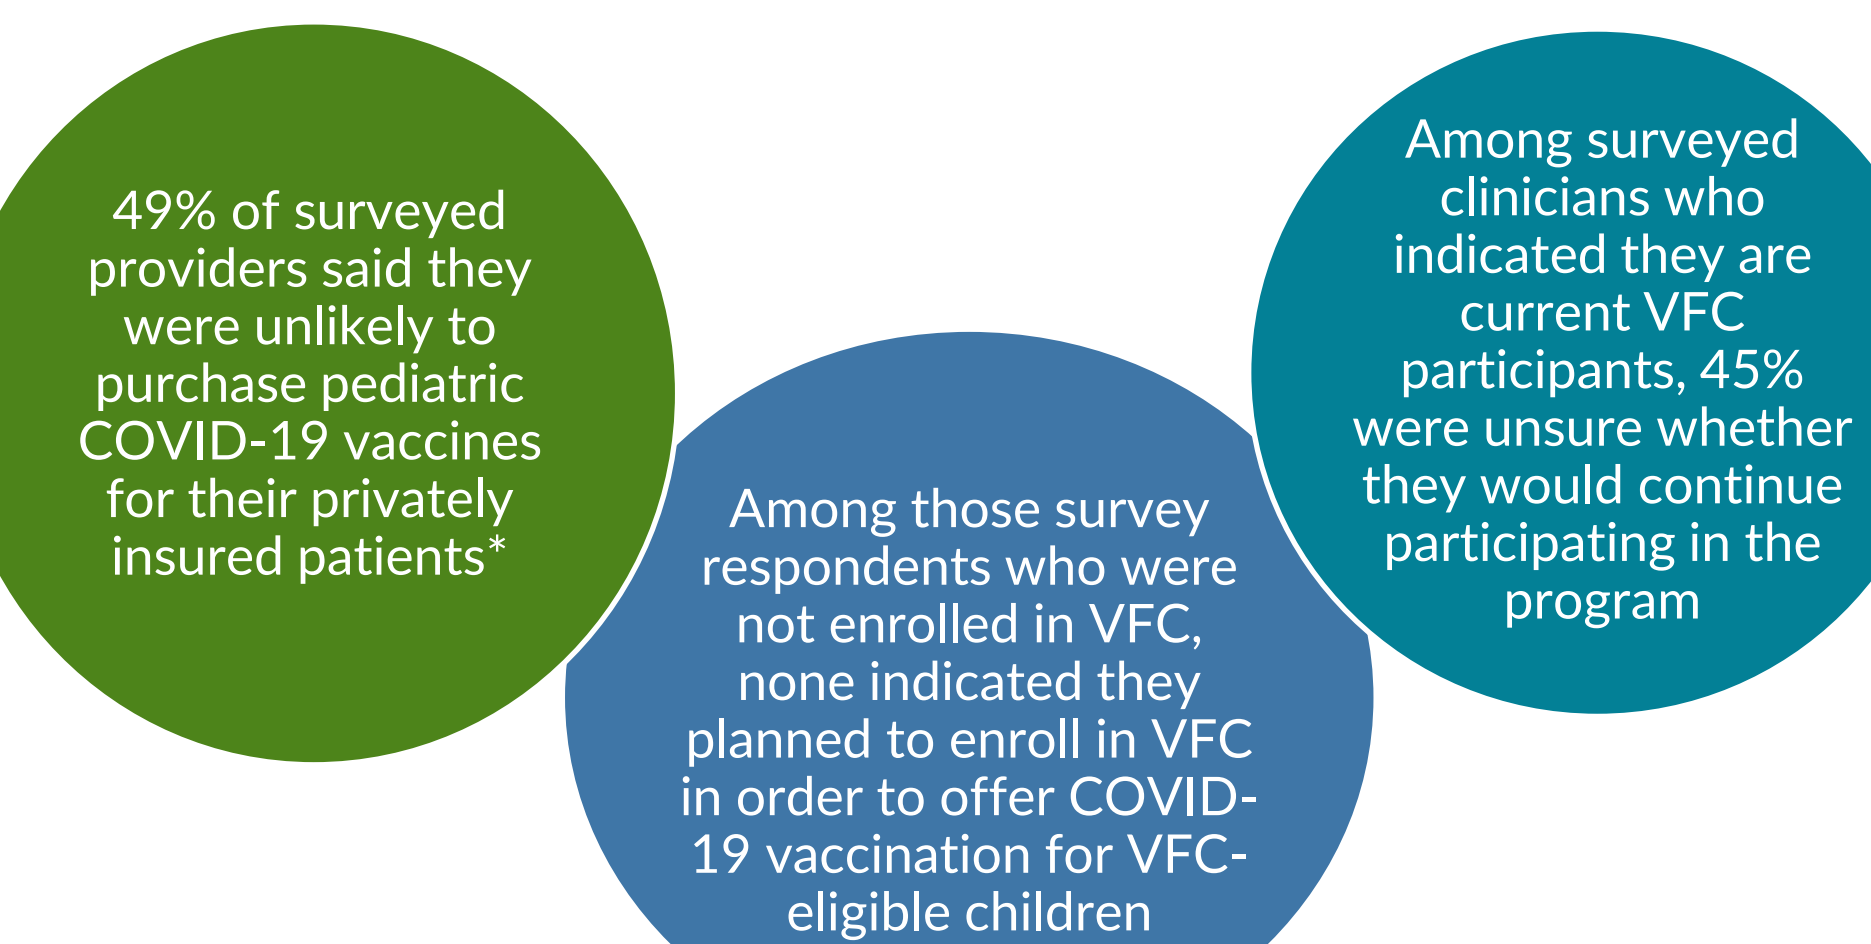 49% of surveyed
providers said they
were unlikely to
purchase pediatric
COVID-19 vaccines
for their privately
insured patients*
Among those survey
respondents who were
not enrolled in VFC,
none indicated they
planned to enroll in VFC
in order to offer COVID-
19 vaccination for VFC-
eligible children
Among surveyed
clinicians who
indicated they are
current VFC
participants, 45%
were unsure whether
they would continue
participating in the
program